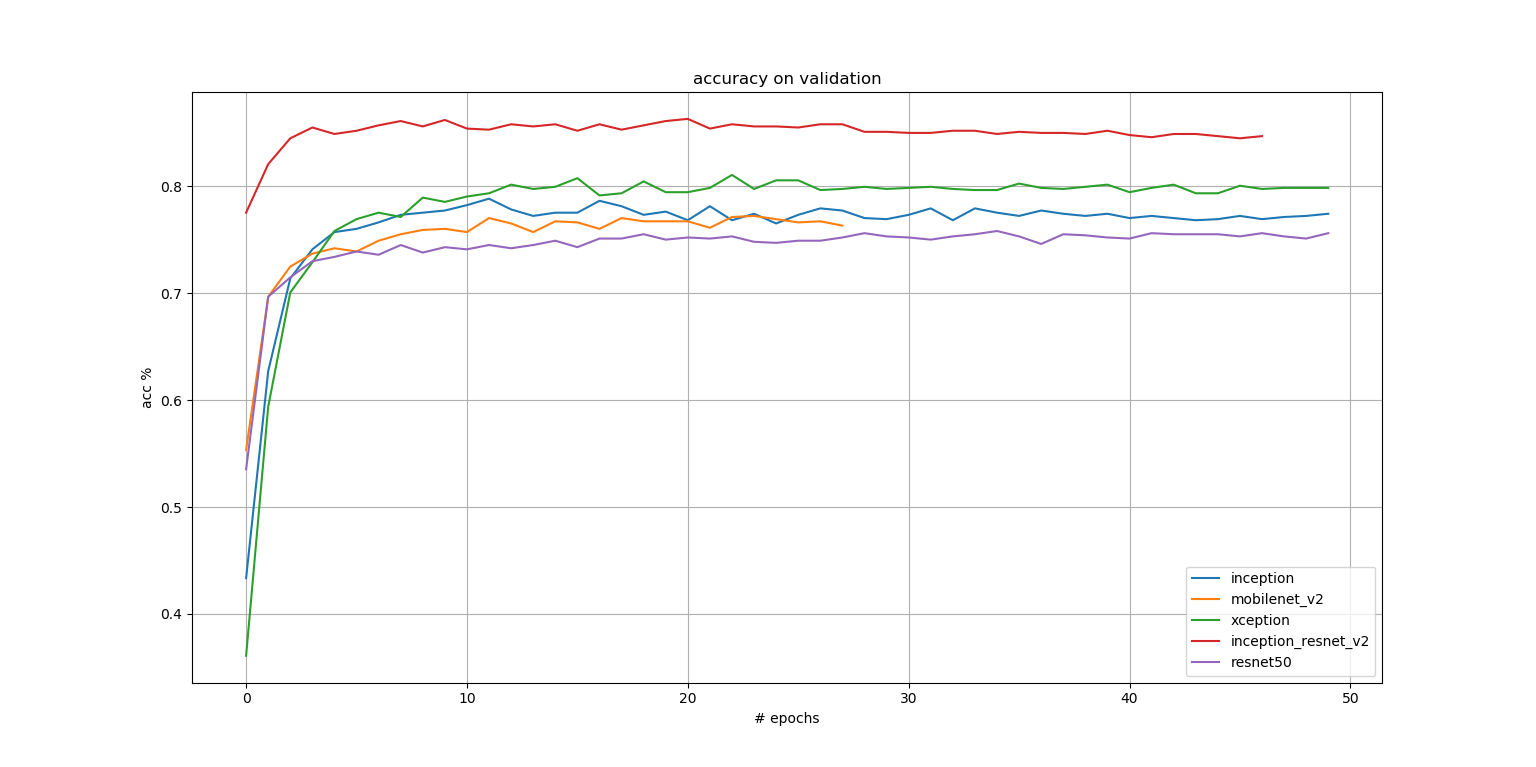 accuracy on validation
0.8
0.7
0.6
0.5
0.4
acc %
0 10 20 30 40 50
# epochs
inception
mobilenet_v2
xception
inception_resnet_v2
resnet50